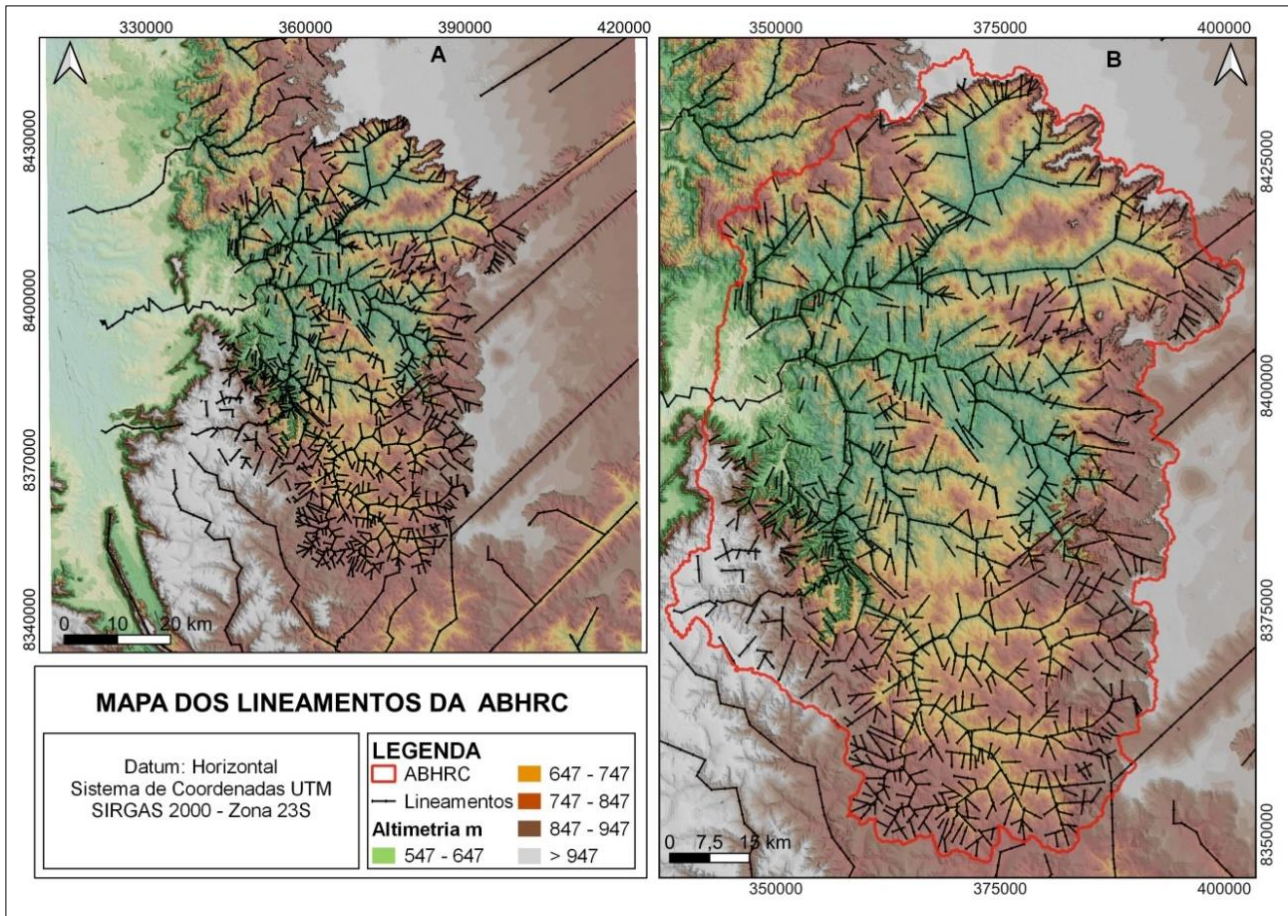 330000 360000 390000 420000
A
8430000
8400000
8370000
8340000
0 10 20 km
350000 375000 400000
B
8425000
8400000
8375000
8350000
0 7,5 15 km
350000 375000 400000
MAPA DOS LINEAMENTOS DA ABHRC
Datum: Horizontal
Sistema de Coordenadas UTM
SIRGAS 2000 - Zona 23S
LEGENDA
ABHRC
Lineamentos
Altimetria m
547 - 647
647 - 747
747 - 847
847 - 947
> 947